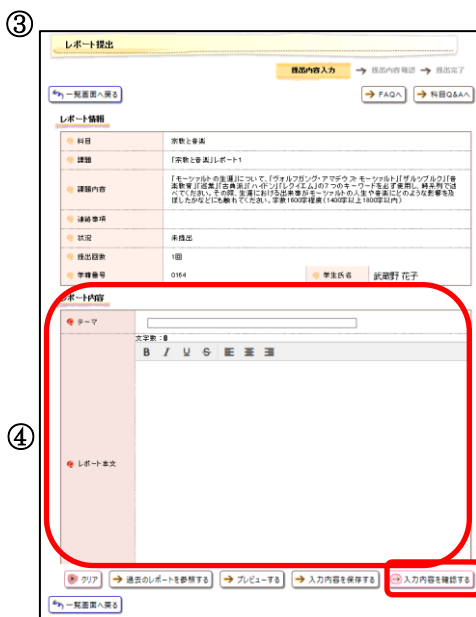 ③
レポート提出
提出内容入力 → 提出内容確認 → 提出完了
一覧画面へ戻る → FAQへ → 科目Q&Aへ
レポート情報
科目 宗教と音楽
課題 「宗教と音楽」レポート1
課題内容 「モーツァルトの生涯」について、「ヴォルフガング・アマデウス・モーツァルト」「ザルツブルク」「音
楽教育」「巡業」「古典派」「ハイドン」「レクイエム」の7つのキーワードを必ず使用し、時系列で述
べてください。その際、生涯における出来事がモーツァルトの人生や音楽にどのような影響を及
ぼしたかなどにも触れてください。字数1600字程度(1400字以上1800字以内)
連絡事項
状況 未提出
提出回数 1回
学籍番号 0164 学生氏名 武蔵野 花子
レポート内容
テーマ
文字数:0
B I U S
④
レポート本文
クリア → 過去のレポートを参照する → プレビューする → 入力内容を保存する → 入力内容を確認する
一覧画面へ戻る